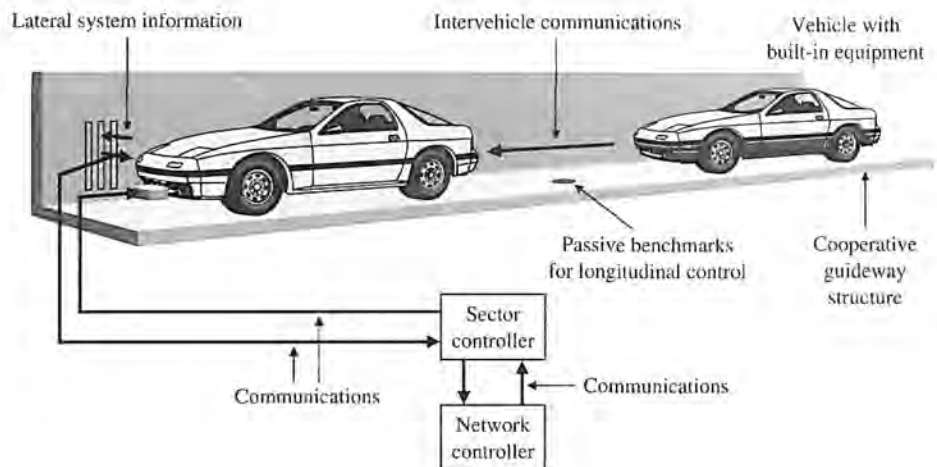 Lateral system information
Intervehicle communications
Vehicle with
built-in equipment
Passive benchmarks
for longitudinal control
Cooperative
guideway
structure
Sector
controller
Communications
Communications
Network
controller